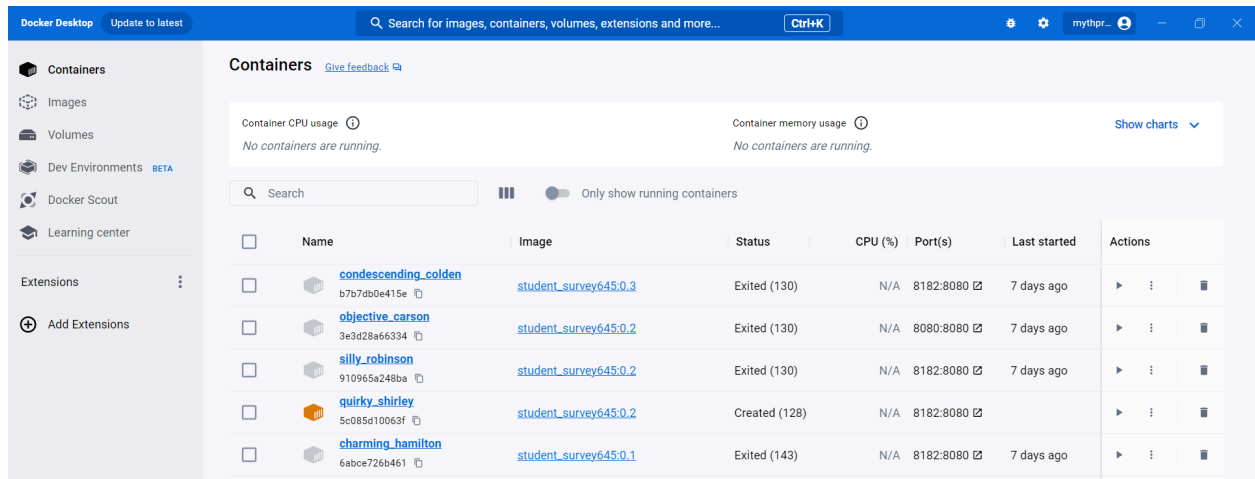 Docker Desktop Update to latest Search for images, containers, volumes, extensions and more... Ctrl+K mythpr...
Containers
Images
Volumes
Dev Environments BETA
Docker Scout
Learning center
Extensions
Add Extensions
Containers Give feedback
Container CPU usage
No containers are running.
Container memory usage
No containers are running.
Show charts
Search Only show running containers
Name Image Status CPU (%) Port(s) Last started Actions
condescending_colden
b7b7db0e415e student_survey645:0.3 Exited (130) N/A 8182:8080 7 days ago
objective_carson
3e3d28a66334 student_survey645:0.2 Exited (130) N/A 8080:8080 7 days ago
silly_robinson
910965a248ba student_survey645:0.2 Exited (130) N/A 8182:8080 7 days ago
quirky_shirley
5c085d10063f student_survey645:0.2 Created (128) N/A 8182:8080
charming_hamilton
6abce726b461 student_survey645:0.1 Exited (143) N/A 8182:8080 7 days ago